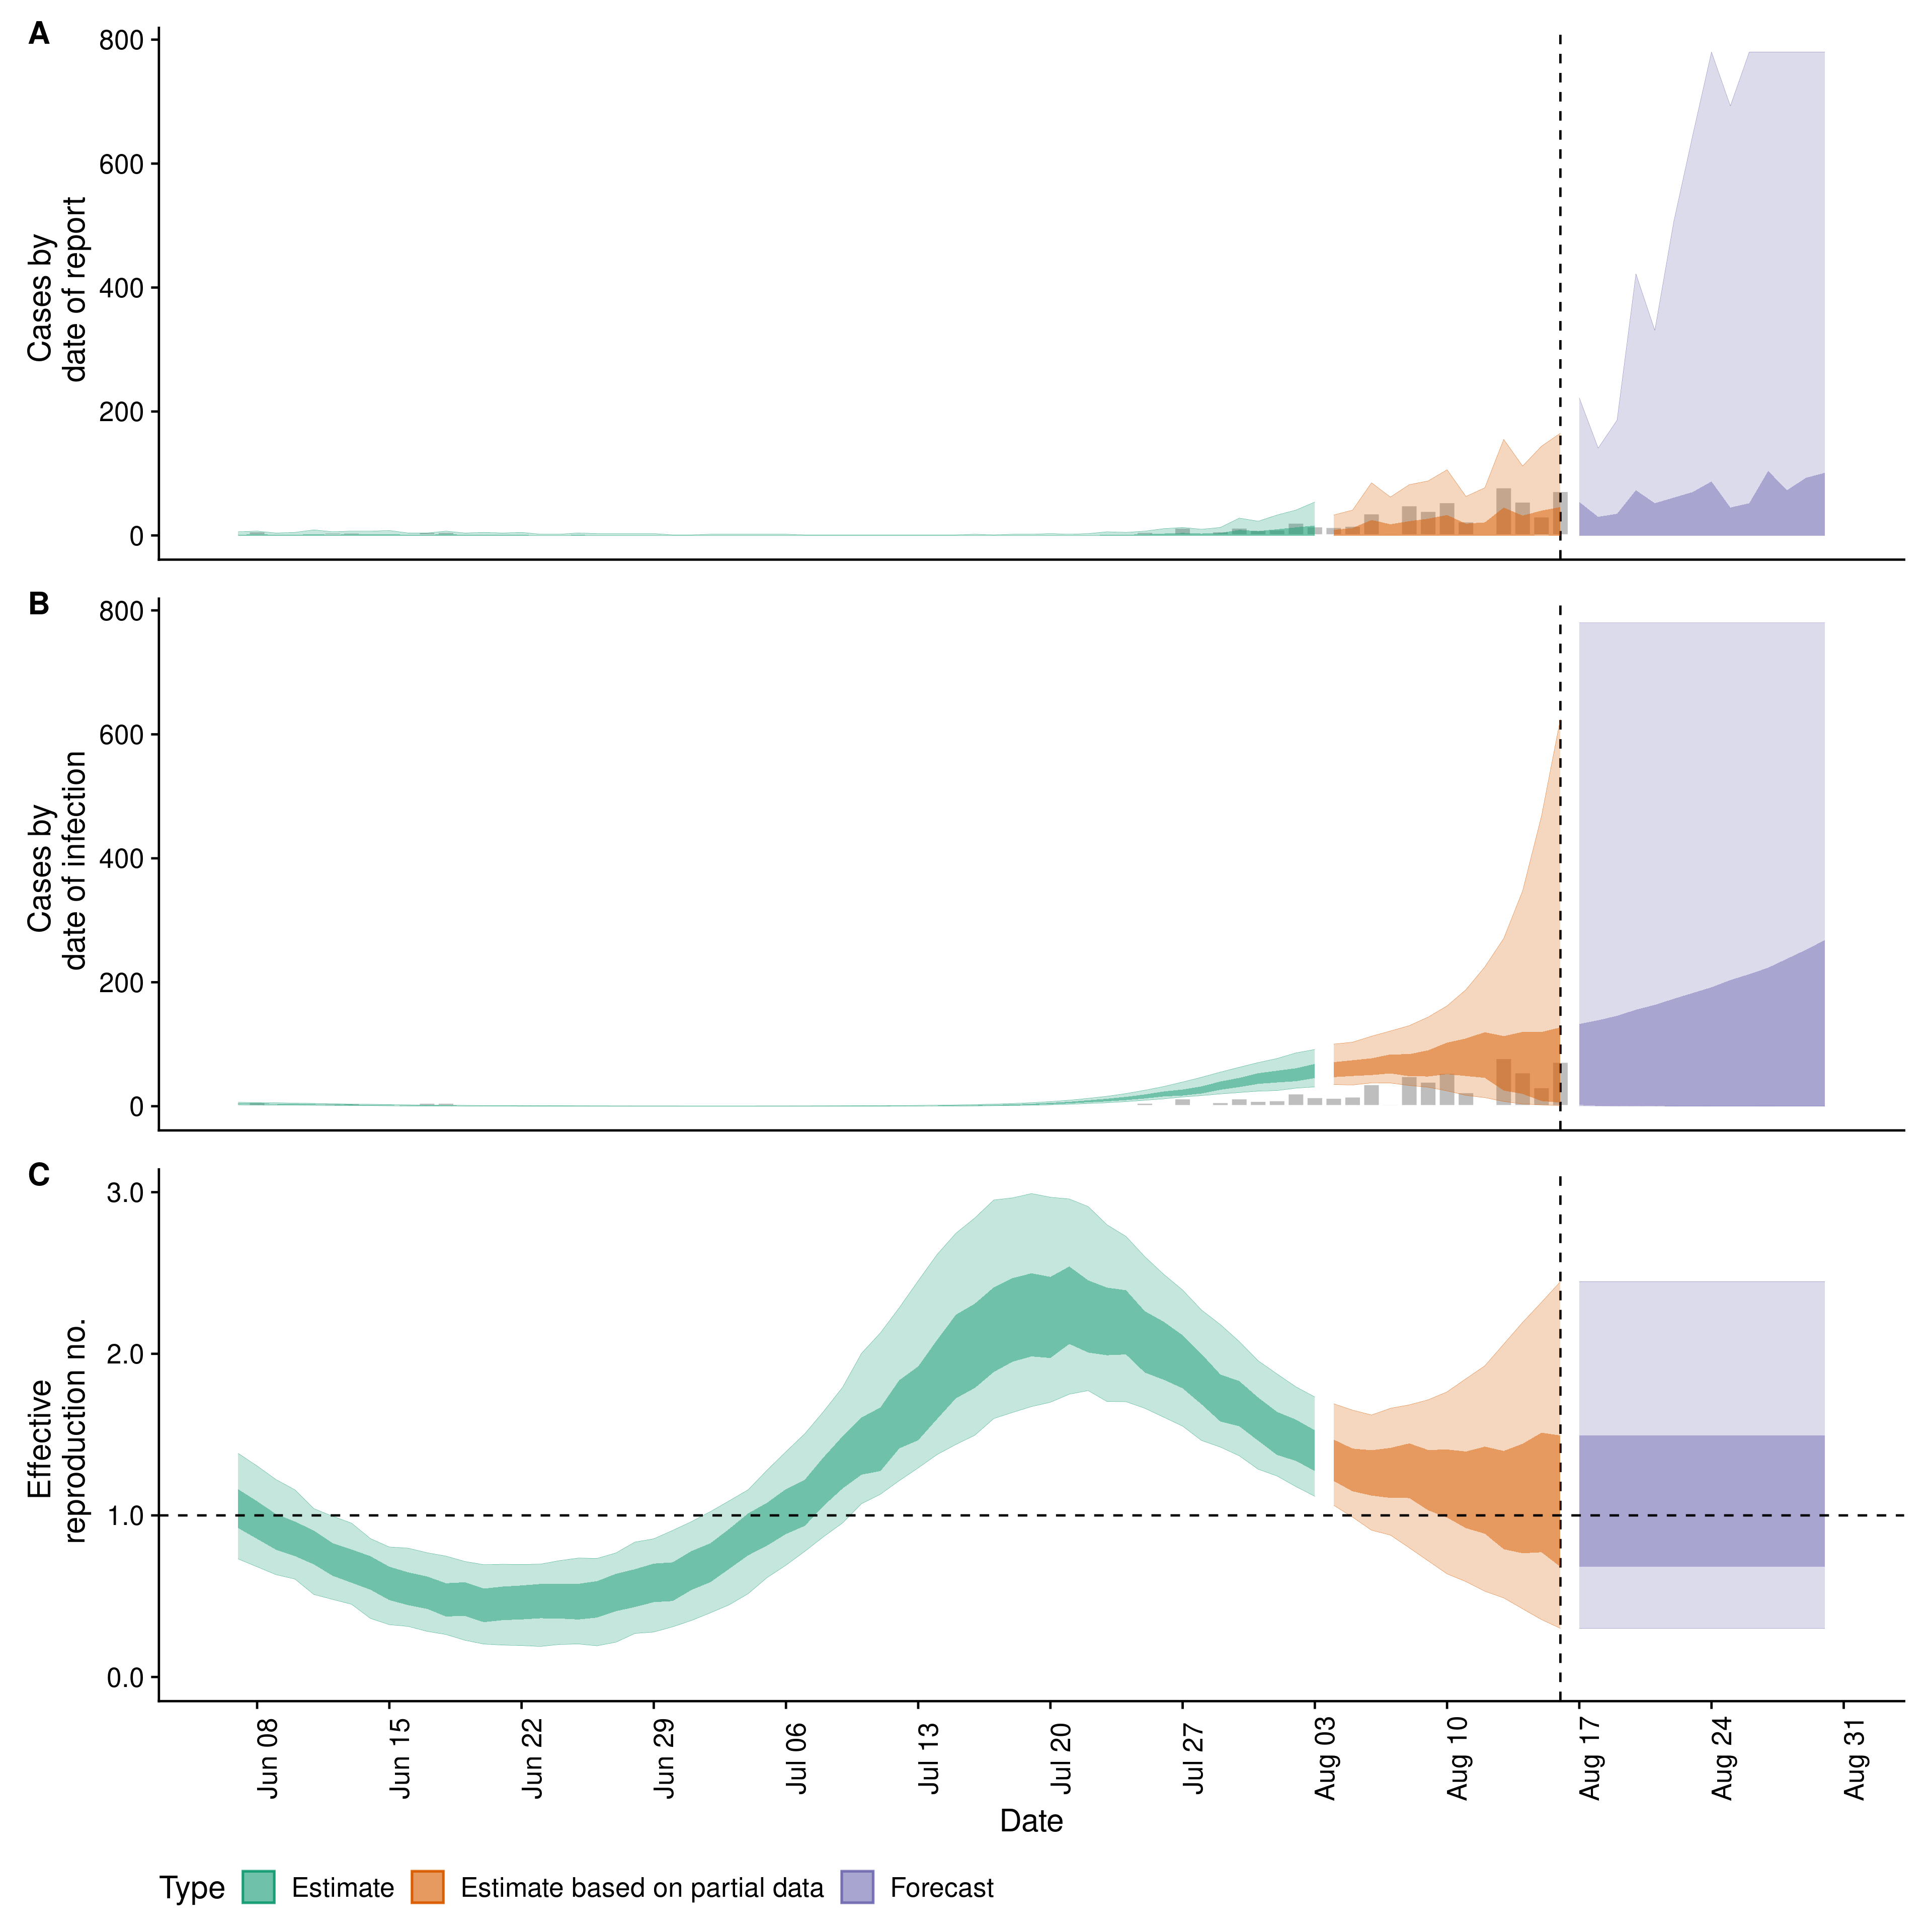 A
800
600
400
200
0
Cases by
date of report
B
800
600
400
200
0
Cases by
date of infection
C
3.0
2.0
1.0
0.0
Effective
reproduction no.
Jun 08
Jun 15
Jun 22
Jun 29
Jul 06
Jul 13
Jul 20
Jul 27
Aug 03
Aug 10
Aug 17
Aug 24
Aug 31
Date
Type Estimate Estimate based on partial data Forecast